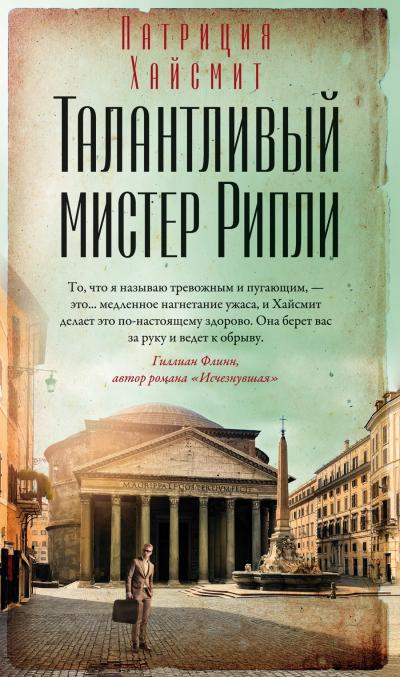 Патриция
Хайсмит
Талантливый
мистер Рипли
То, что я называю тревожным и пугающим, —
это... медленное нагнетание ужаса, и Хайсмит
делает это по-настоящему здорово. Она берет вас
за руку и ведет к обрыву.
Гиллиан Флинн,
автор романа «Исчезнувшая»